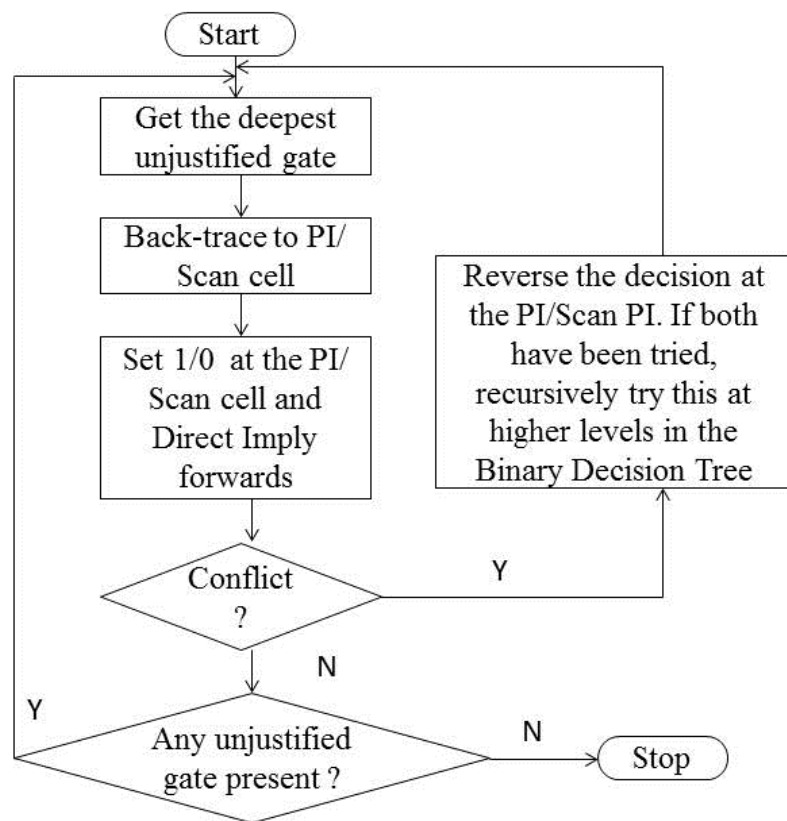 Start
Get the deepest
unjustified gate
Back-trace to PI/
Scan cell
Set 1/0 at the PI/
Scan cell and
Direct Imply
forwards
Reverse the decision at
the PI/Scan PI. If both
have been tried,
recursively try this at
higher levels in the
Binary Decision Tree
Conflict
?
Y
N
Y
Any unjustified
gate present ?
N
Stop